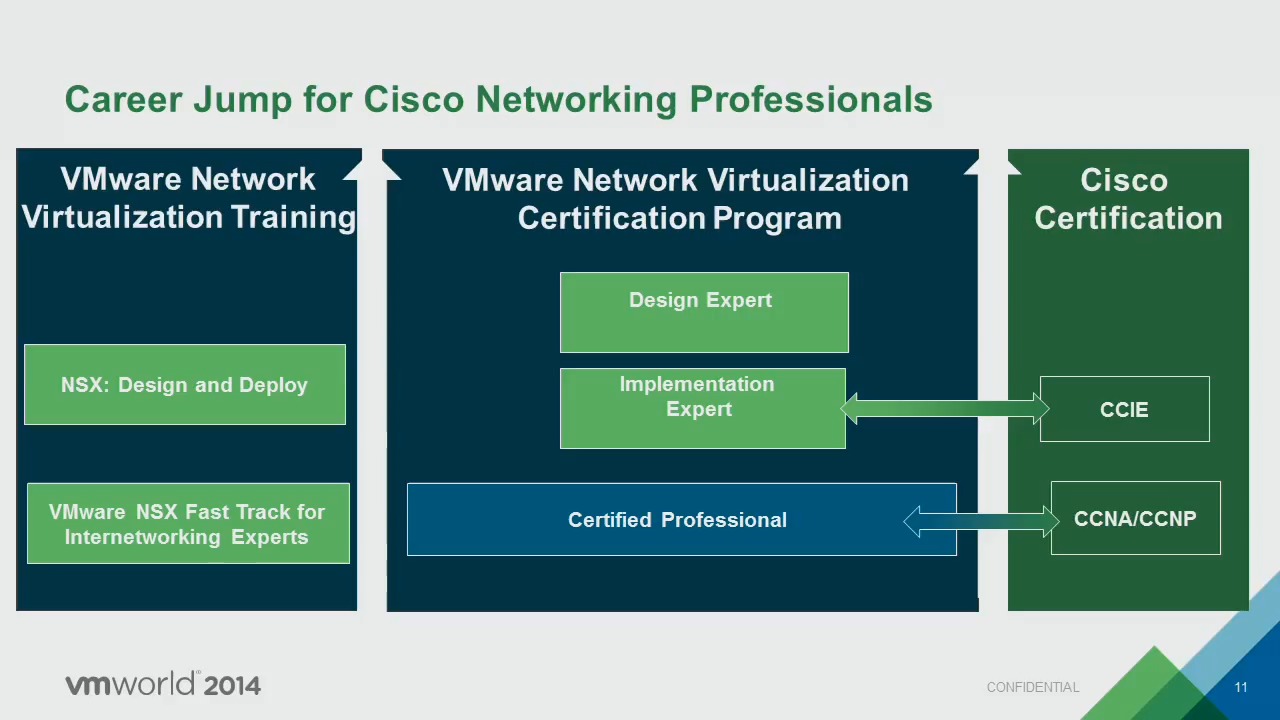 Career Jump for Cisco Networking Professionals
VMware Network
Virtualization Training
NSX: Design and Deploy
VMware NSX Fast Track for
Internetworking Experts
VMware Network Virtualization
Certification Program
Design Expert
Implementation
Expert
Certified Professional
Cisco
Certification
CCIE
CCNA/CCNP
vmworld® 2014
CONFIDENTIAL
11